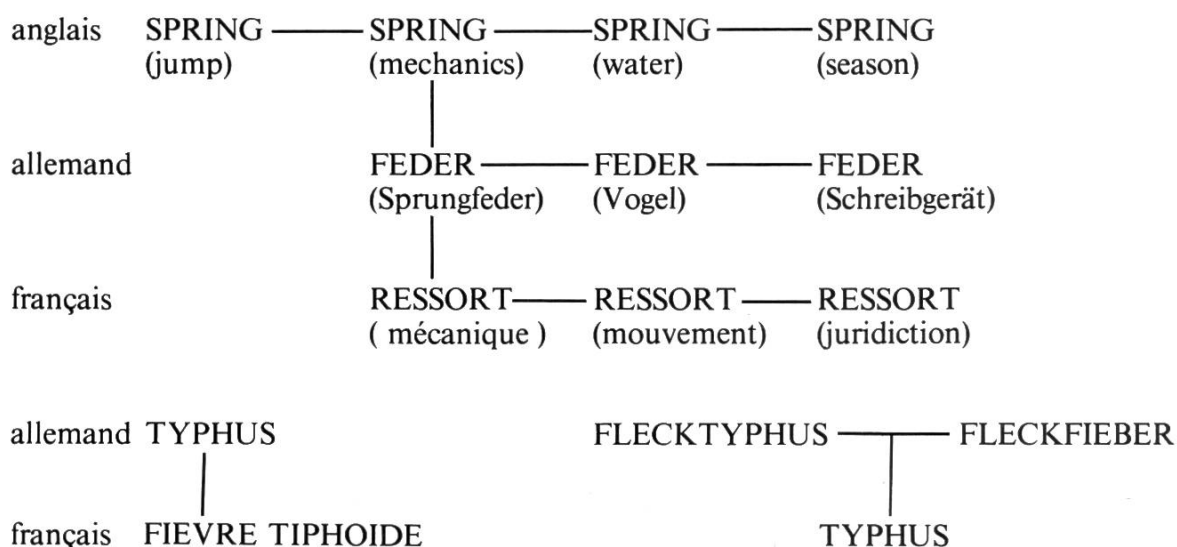 anglais SPRING SPRING SPRING SPRING
(jump) (mechanics) (water) (season)
allemand FEDER FEDER FEDER
(Sprungfeder) (Vogel) (Schreibgerät)
français RESSORT RESSORT RESSORT
( mécanique ) (mouvement) (juridiction)
allemand TYPHUS FLECKTYPHUS FLECKFIEBER
français FIEVRE TIPHOIDE TYPHUS